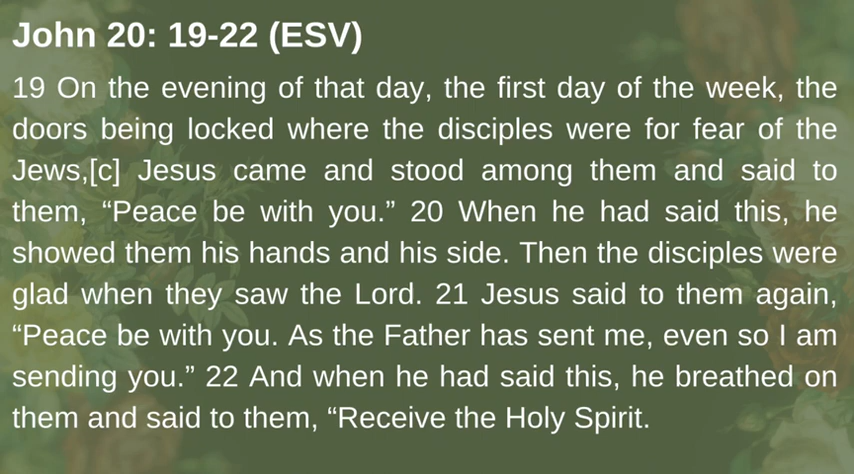 John 20: 19-22 (ESV)
19 On the evening of that day, the first day of the week, the
doors being locked where the disciples were for fear of the
Jews,[c] Jesus came and stood among them and said to
them, “Peace be with you.” 20 When he had said this, he
showed them his hands and his side. Then the disciples were
glad when they saw the Lord. 21 Jesus said to them again,
“Peace be with you. As the Father has sent me, even so I am
sending you.” 22 And when he had said this, he breathed on
them and said to them, “Receive the Holy Spirit.